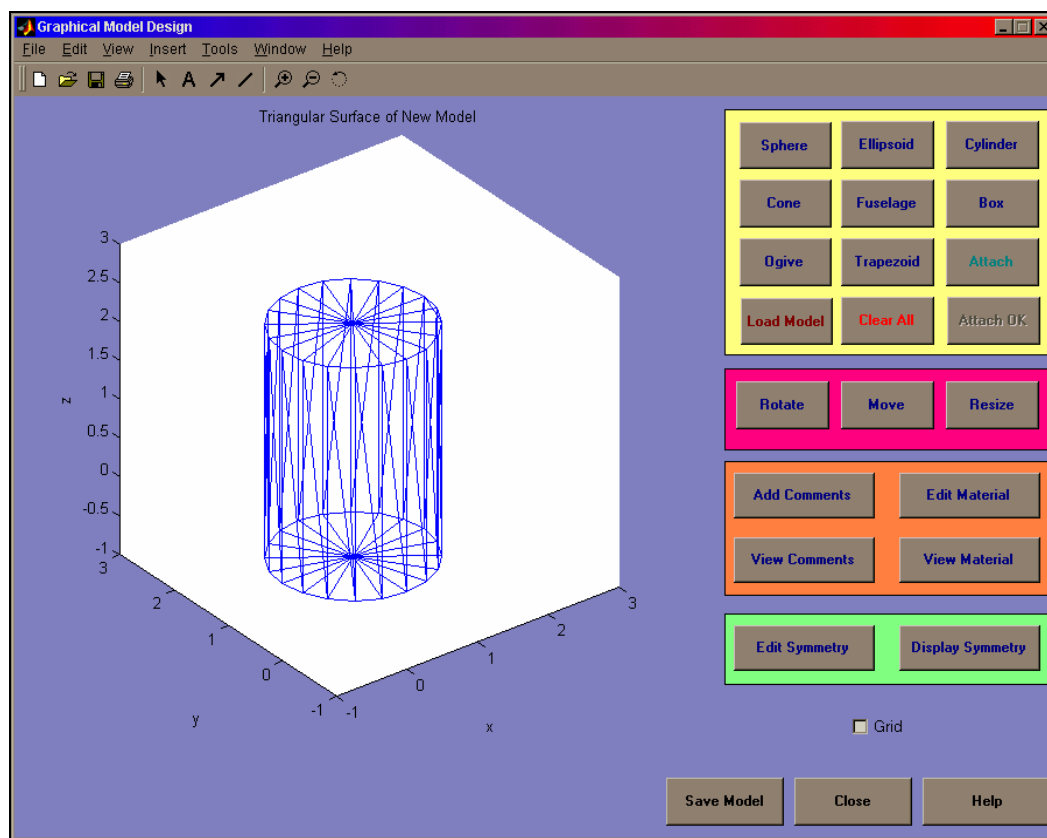 Graphical Model Design
File Edit View Insert Tools Window Help
A
Triangular Surface of New Model
3
2.5
2
1.5
1
0.5
0
-0.5
-1
z
3
2
1
0
-1
y
-1
0
1
2
3
x
Sphere Ellipsoid Cylinder
Cone Fuselage Box
Ogive Trapezoid Attach
Load Model Clear All Attach OK
Rotate Move Resize
Add Comments Edit Material
View Comments View Material
Edit Symmetry Display Symmetry
Grid
Save Model Close Help